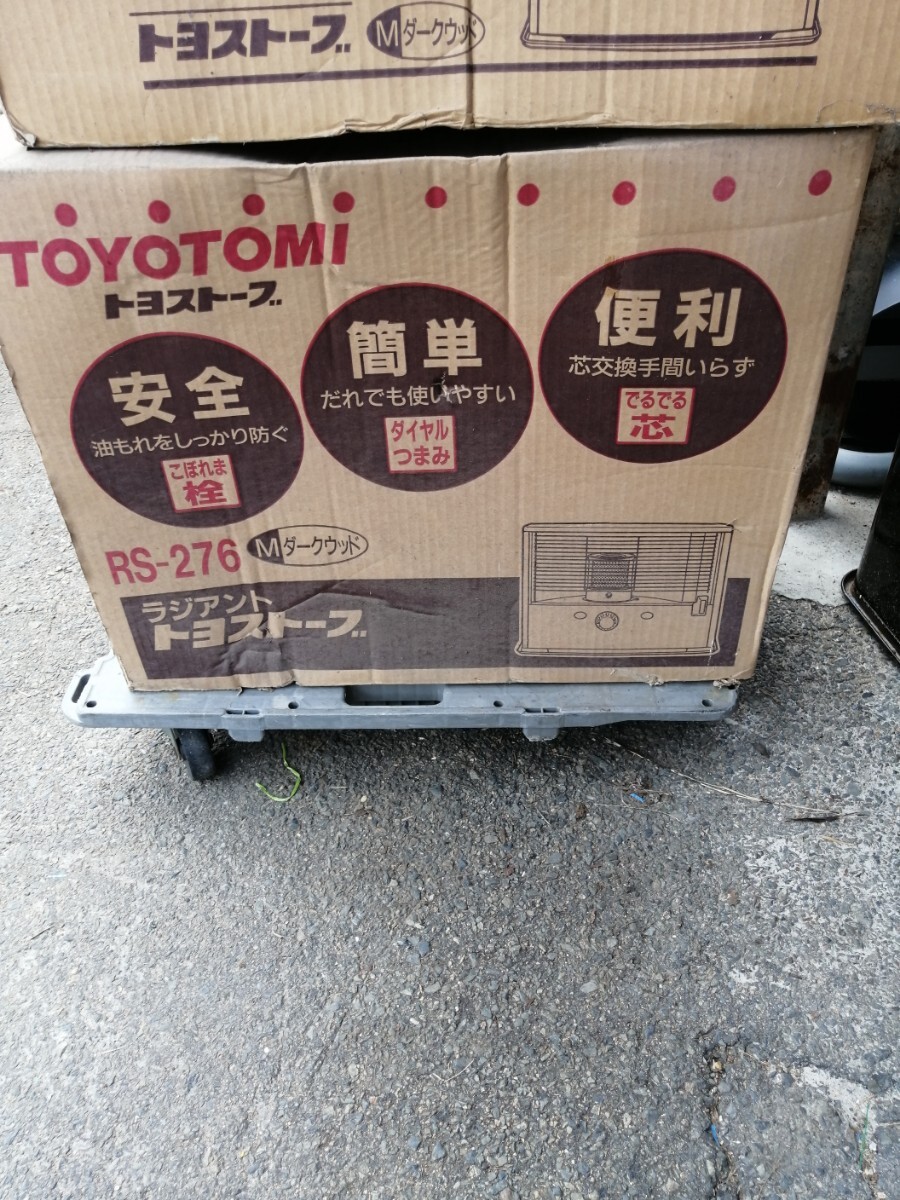 トヨストーブ
Mダークウッド
TOYOTOMI
トヨストーブ
安全
油もれをしっかり防ぐ
こぼれま
栓
簡単
だれでも使いやすい
ダイヤル
つまみ
便利
芯交換手間いらず
でるでる
芯
RS-276
Mダークウッド
ラジアント
トヨストーブ